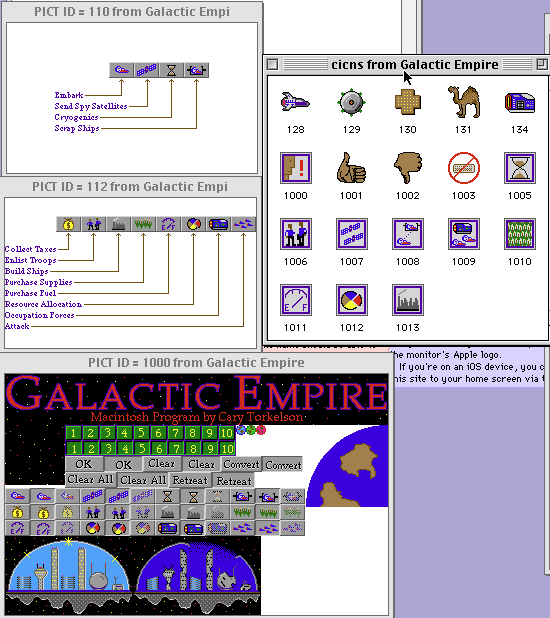 PICT ID = 110 from Galactic Empi
Embark
Send Spy Satellites
Cryogenics
Scrap Ships
PICT ID = 112 from Galactic Empi
Collect Taxes
Enlist Troops
Build Ships
Purchase Supplies
Purchase Fuel
Resource Allocation
Occupation Forces
Attack
cicns from Galactic Empire
128 129 130 131 134
1000 1001 1002 1003 1005
1006 1007 1008 1009 1010
E F
1011 1012 1013
the monitor's Apple logo.
If you're on an iOS device, you c
his site to your home screen via t
PICT ID = 1000 from Galactic Empire
GALACTIC EMPIRE
Macintosh Program by Cary Torkelson
1 2 3 4 5 6 7 8 9 10
1 2 3 4 5 6 7 8 9 10
OK OK Clear Clear Convert Convert
Clear All Clear All Retreat Retreat